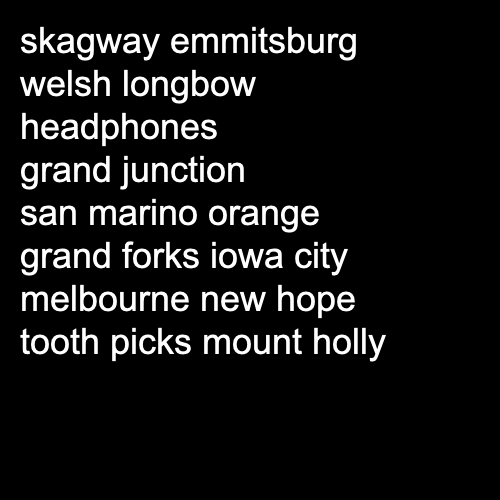 skagway emmitsburg
welsh longbow
headphones
grand junction
san marino orange
grand forks iowa city
melbourne new hope
tooth picks mount holly